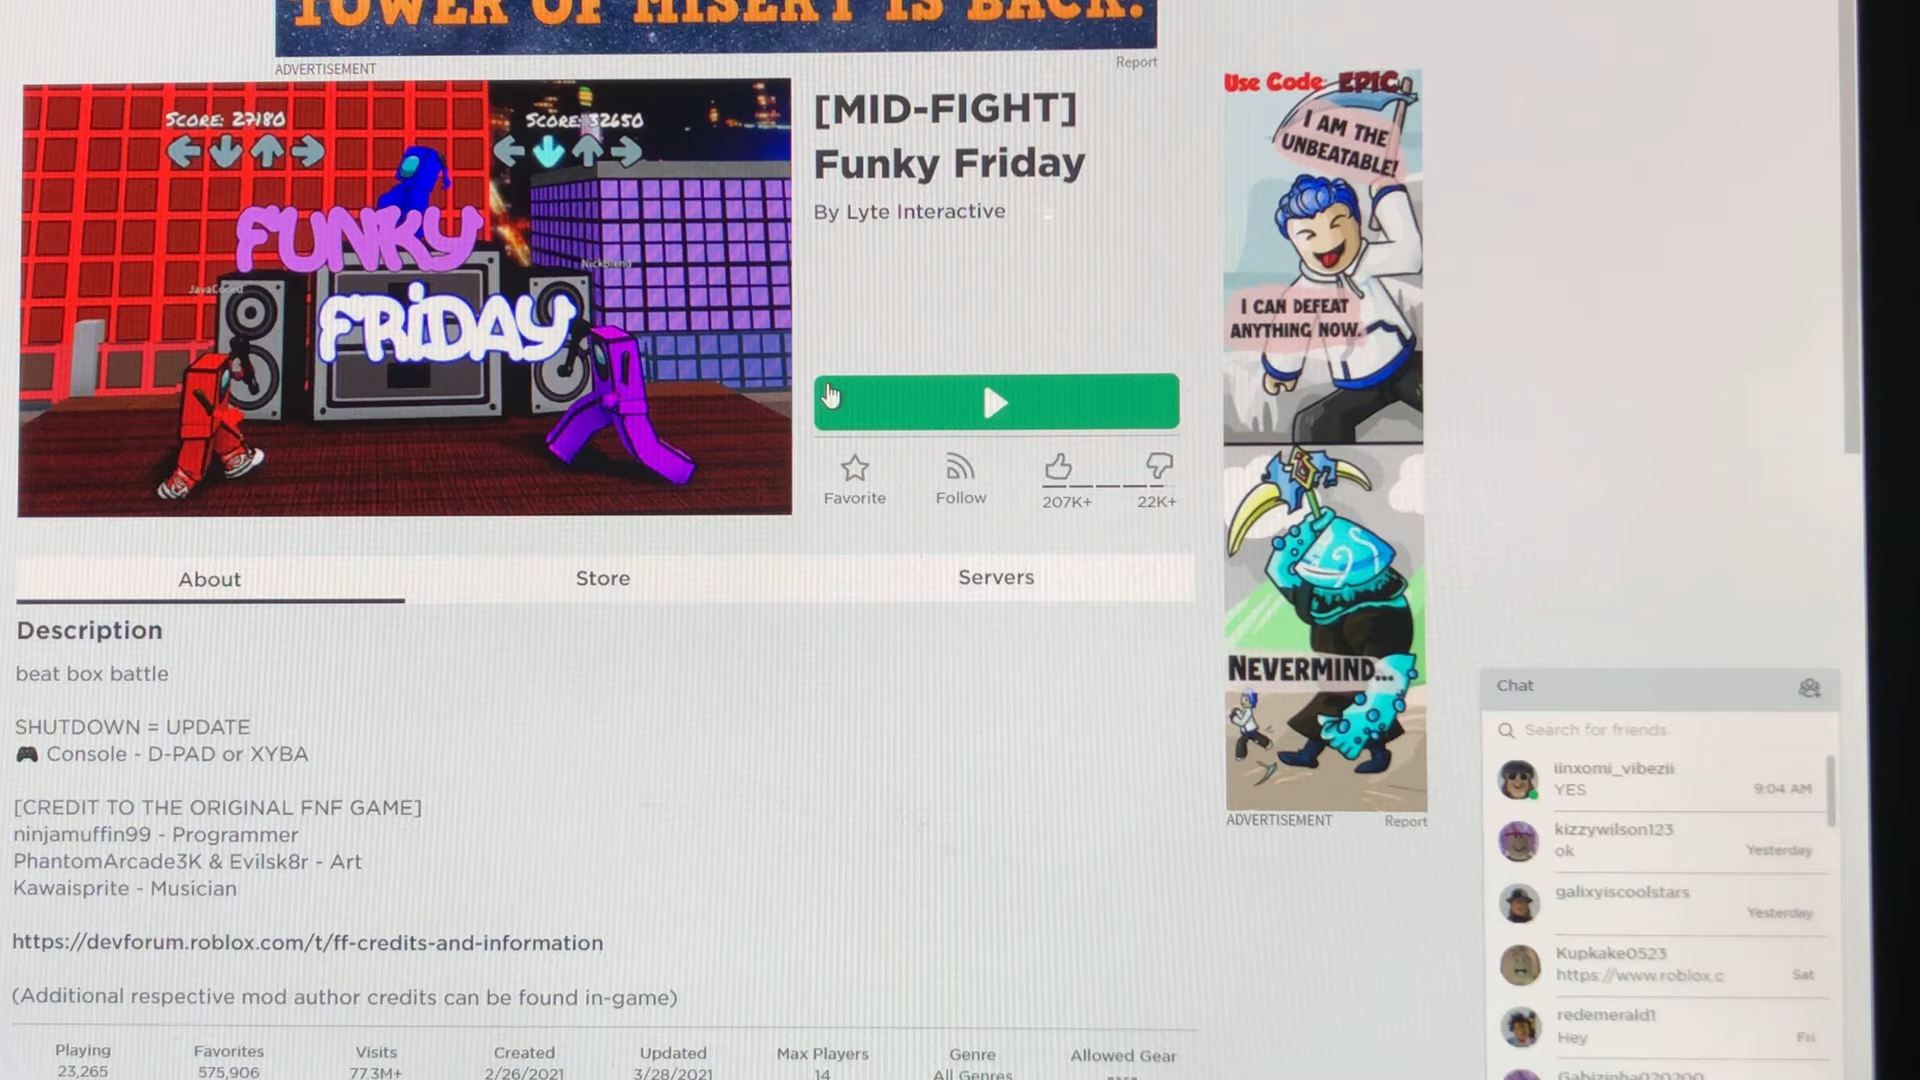 TOWER OF MISERY IS BACK!
ADVERTISEMENT
Report
SCORE: 27180
SCORE: 32650
FUNKY
FRIDAY
JavaCoded
NickBlend
[MID-FIGHT]
Funky Friday
By Lyte Interactive
Favorite
Follow
207K+
22K+
Use Code: EPIC
I AM THE
UNBEATABLE!
I CAN DEFEAT
ANYTHING NOW.
NEVERMIND...
ADVERTISEMENT
Report
About
Store
Servers
Description
beat box battle
SHUTDOWN = UPDATE
🎮 Console - D-PAD or XYBA
[CREDIT TO THE ORIGINAL FNF GAME]
ninjamuffin99 - Programmer
PhantomArcade3K & Evilsk8r - Art
Kawaisprite - Musician
https://devforum.roblox.com/t/ff-credits-and-information
(Additional respective mod author credits can be found in-game)
Playing
23,265
Favorites
575,906
Visits
77.3M+
Created
2/26/2021
Updated
3/28/2021
Max Players
14
Genre
All Genres
Allowed Gear
Chat
Search for friends
iinxomi_vibezii
YES
9:04 AM
kizzywilson123
ok
Yesterday
galixyiscoolstars
Yesterday
Kupkake0523
https://www.roblox.c
Sat
redemerald1
Hey
Fri